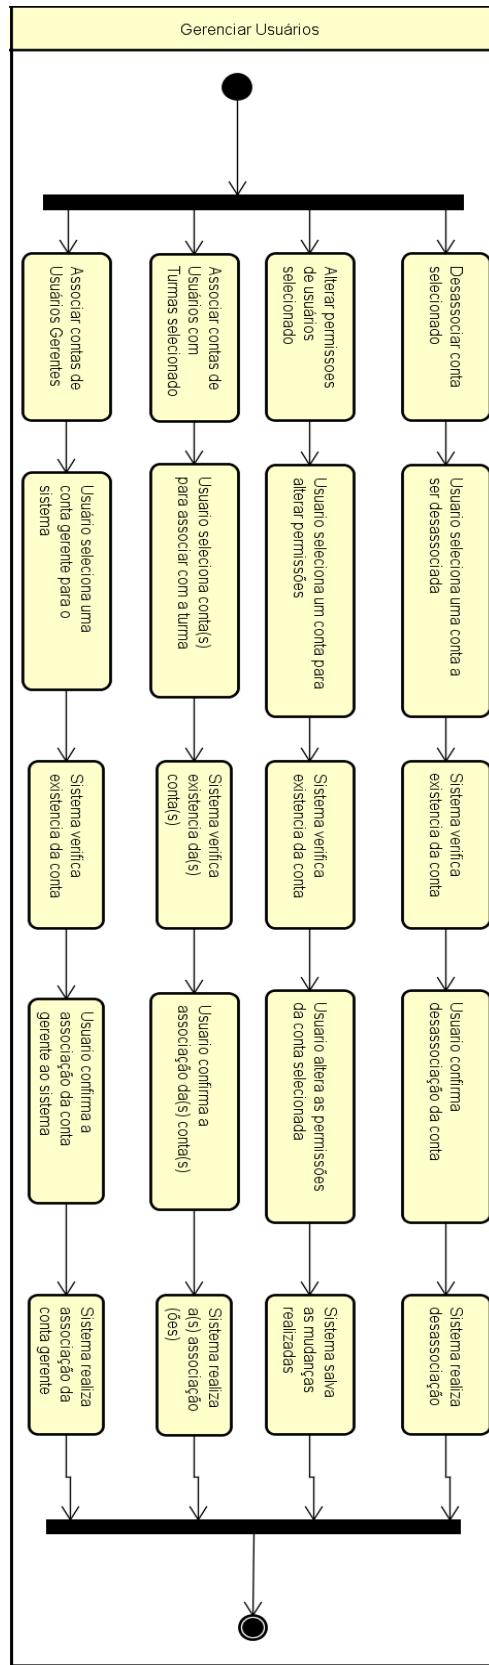 Gerenciar Usuários
Associar contas de
Usuários Gerentes
Associar contas de
Usuários com
Turmas selecionado
Alterar permissoes
de usuários
selecionado
Desassociar conta
selecionado
Usuário seleciona uma
conta gerente para o
sistema
Usuario seleciona conta(s)
para associar com a turma
Usuario seleciona um conta para
alterar permissões
Usuario seleciona uma conta a
ser desassociada
Sistema verifica
existencia da conta
Sistema verifica
existencia da(s)
conta(s)
Sistema verifica
existencia da conta
Sistema verifica
existencia da conta
Usuario confirma a
associação da conta
gerente ao sistema
Usuario confirma a
associação da(s) conta(s)
Usuario altera as permissões
da conta selecionada
Usuario confirma
desassociação da conta
Sistema realiza
associação da
conta gerente
Sistema realiza
a(s) associação
(ões)
Sistema salva
as mudanças
realizadas
Sistema realiza
desassociação